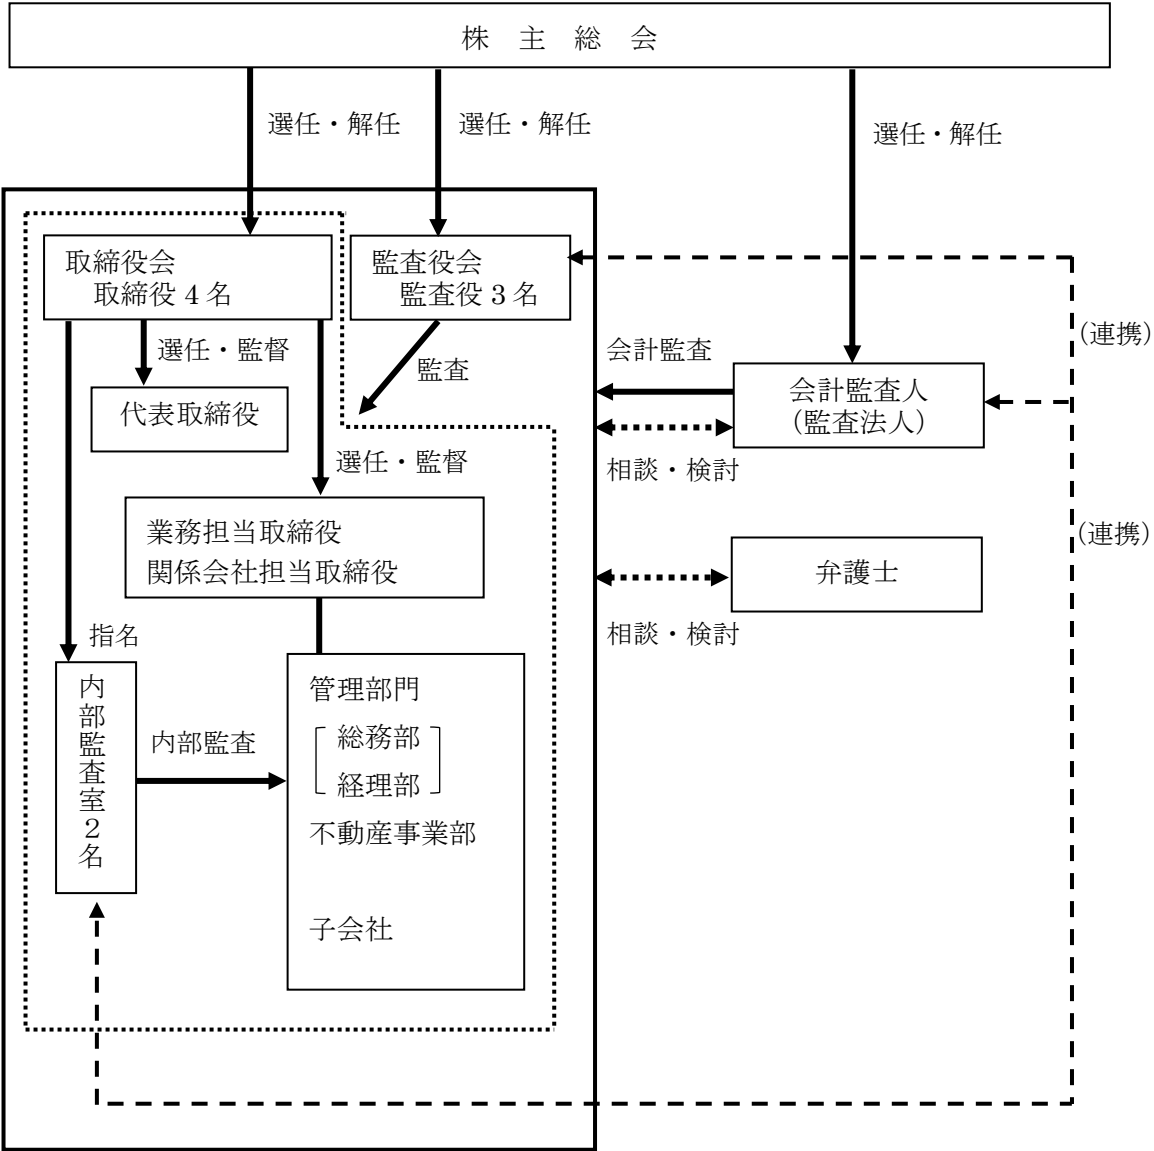 株　主　総　会
選任・解任
選任・解任
選任・解任
取締役会
取締役４名
監査役会
監査役３名
(連携)
選任・監督
監査
会計監査
会計監査人
(監査法人)
代表取締役
選任・監督
相談・検討
業務担当取締役
関係会社担当取締役
弁護士
(連携)
指名
相談・検討
内部監査室２名
内部監査
管理部門
総務部
経理部
不動産事業部
子会社